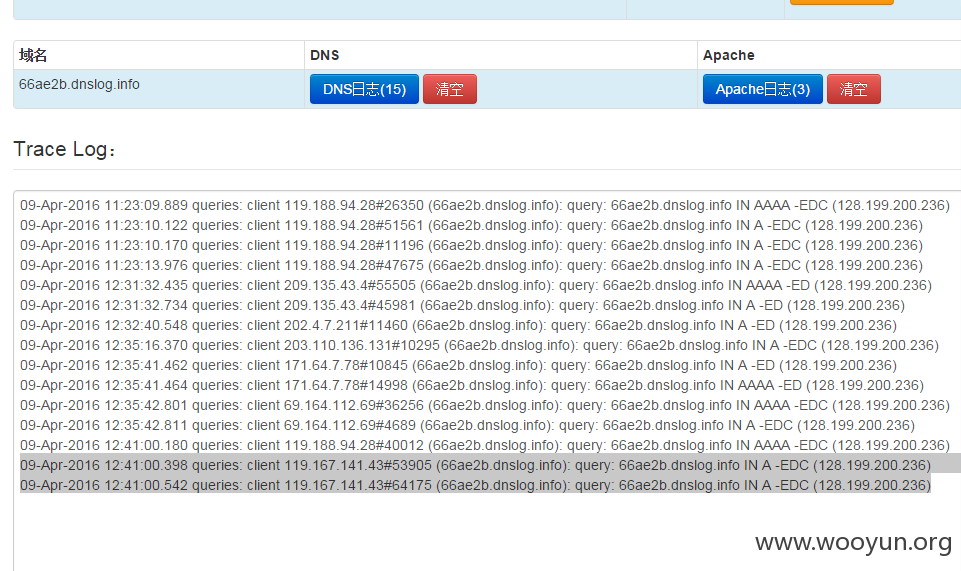 域名 DNS Apache
66ae2b.dnslog.info DNS日志(15) 清空 Apache日志(3) 清空
Trace Log：
09-Apr-2016 11:23:09.889 queries: client 119.188.94.28#26350 (66ae2b.dnslog.info): query: 66ae2b.dnslog.info IN AAAA -EDC (128.199.200.236)
09-Apr-2016 11:23:10.122 queries: client 119.188.94.28#51561 (66ae2b.dnslog.info): query: 66ae2b.dnslog.info IN A -EDC (128.199.200.236)
09-Apr-2016 11:23:10.170 queries: client 119.188.94.28#11196 (66ae2b.dnslog.info): query: 66ae2b.dnslog.info IN A -EDC (128.199.200.236)
09-Apr-2016 11:23:13.976 queries: client 119.188.94.28#47675 (66ae2b.dnslog.info): query: 66ae2b.dnslog.info IN A -EDC (128.199.200.236)
09-Apr-2016 12:31:32.435 queries: client 209.135.43.4#55505 (66ae2b.dnslog.info): query: 66ae2b.dnslog.info IN AAAA -ED (128.199.200.236)
09-Apr-2016 12:31:32.734 queries: client 209.135.43.4#45981 (66ae2b.dnslog.info): query: 66ae2b.dnslog.info IN A -ED (128.199.200.236)
09-Apr-2016 12:32:40.548 queries: client 202.4.7.211#11460 (66ae2b.dnslog.info): query: 66ae2b.dnslog.info IN A -ED (128.199.200.236)
09-Apr-2016 12:35:16.370 queries: client 203.110.136.131#10295 (66ae2b.dnslog.info): query: 66ae2b.dnslog.info IN A -EDC (128.199.200.236)
09-Apr-2016 12:35:41.462 queries: client 171.64.7.78#10845 (66ae2b.dnslog.info): query: 66ae2b.dnslog.info IN A -ED (128.199.200.236)
09-Apr-2016 12:35:41.464 queries: client 171.64.7.78#14998 (66ae2b.dnslog.info): query: 66ae2b.dnslog.info IN AAAA -ED (128.199.200.236)
09-Apr-2016 12:35:42.801 queries: client 69.164.112.69#36256 (66ae2b.dnslog.info): query: 66ae2b.dnslog.info IN AAAA -EDC (128.199.200.236)
09-Apr-2016 12:35:42.811 queries: client 69.164.112.69#4689 (66ae2b.dnslog.info): query: 66ae2b.dnslog.info IN A -EDC (128.199.200.236)
09-Apr-2016 12:41:00.180 queries: client 119.188.94.28#40012 (66ae2b.dnslog.info): query: 66ae2b.dnslog.info IN AAAA -EDC (128.199.200.236)
09-Apr-2016 12:41:00.398 queries: client 119.167.141.43#53905 (66ae2b.dnslog.info): query: 66ae2b.dnslog.info IN A -EDC (128.199.200.236)
09-Apr-2016 12:41:00.542 queries: client 119.167.141.43#64175 (66ae2b.dnslog.info): query: 66ae2b.dnslog.info IN A -EDC (128.199.200.236)
www.wooyun.org